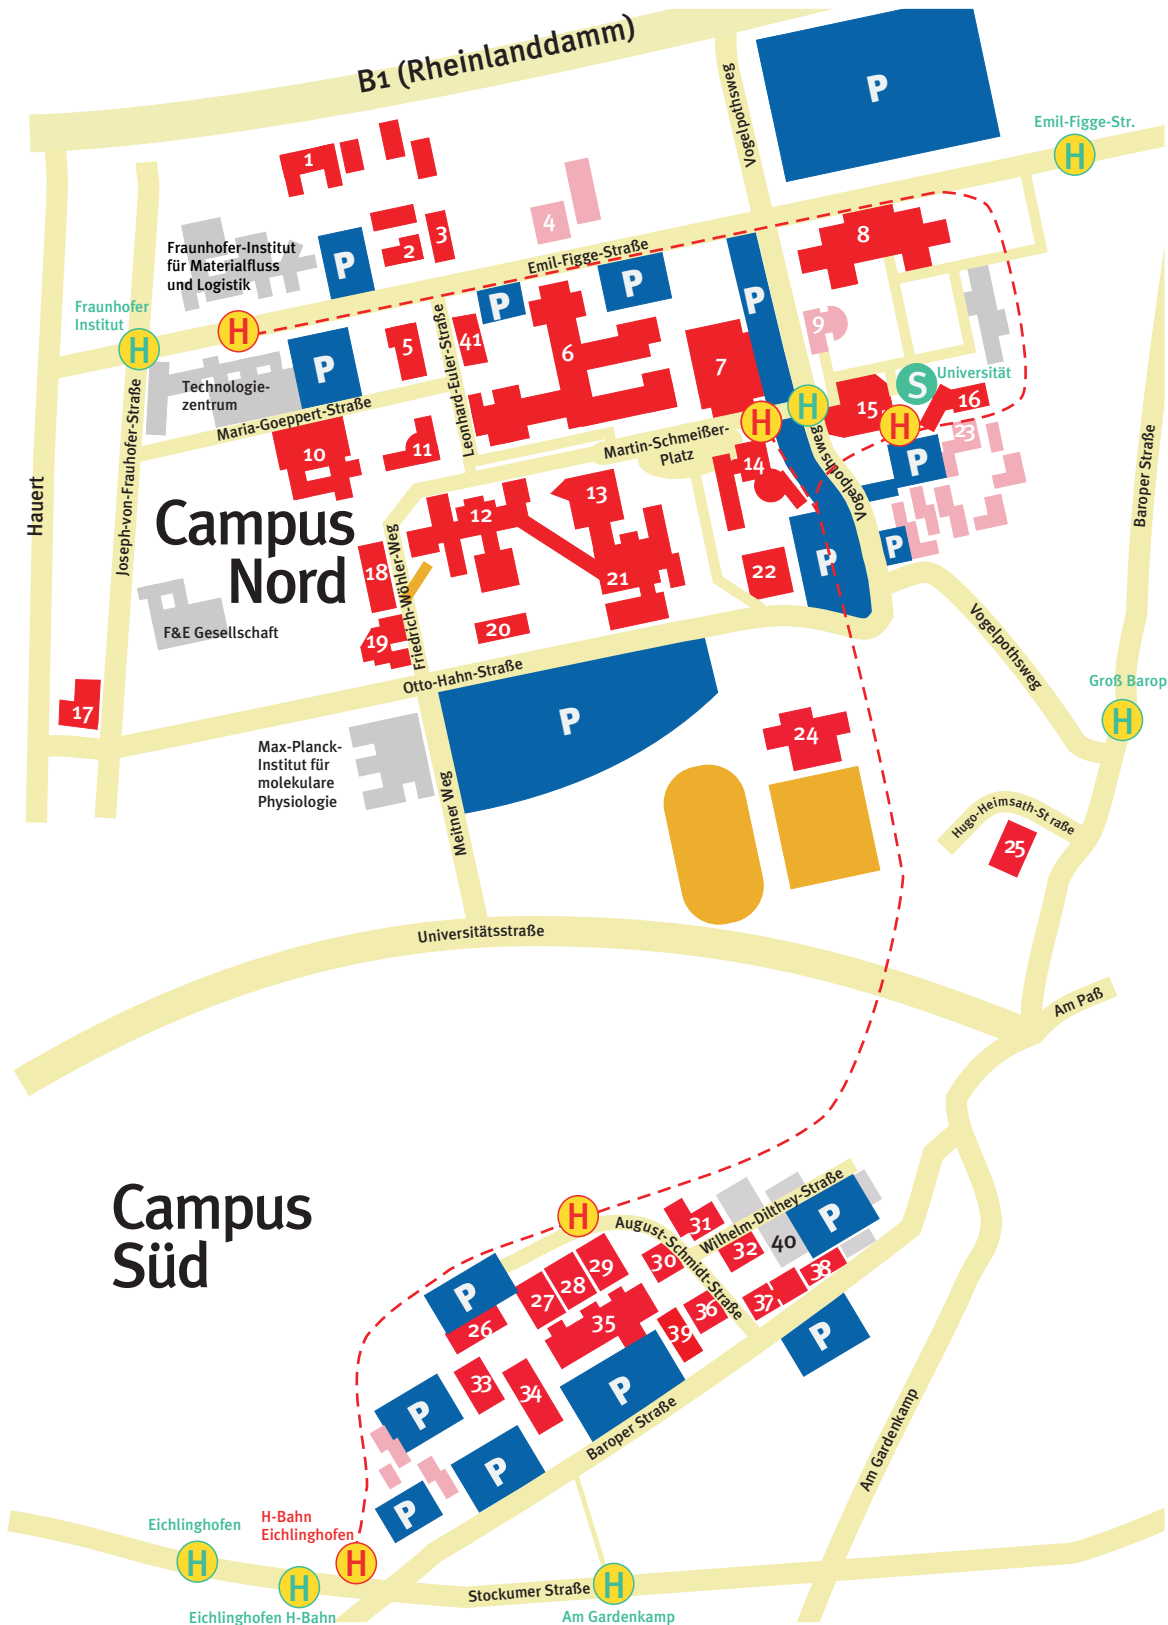 B1 (Rheinlanddamm)
Vogelpothsweg
P
Emil-Figge-Str.
H
1
4
2
3
8
Fraunhofer-Institut
für Materialfluss
und Logistik
P
Emil-Figge-Straße
P
P
P
Fraunhofer
Institut
H
H
9
5
41
6
7
Leonhard-Euler-Straße
P
Technologie-
zentrum
Maria-Goeppert-Straße
S
Universität
H
H
15
H
16
23
10
11
Martin-Schmeißer-
Platz
14
P
Vogelpothsweg
Baroper Straße
Hauert
Joseph-von-Frauhofer-Straße
Campus
Nord
12
13
18
Friedrich-Wöhler-Weg
21
22
P
P
F&E Gesellschaft
19
20
Vogelpothsweg
Otto-Hahn-Straße
Groß Barop
H
17
P
24
Max-Planck-
Institut für
molekulare
Physiologie
Meitner Weg
Hugo-Heimsath-Straße
25
Universitätsstraße
Am Paß
Campus
Süd
H
August-Schmidt-Straße
Wilhelm-Dilthey-Straße
31
P
32
40
30
29
28
27
38
37
36
P
26
35
39
P
33
34
P
P
Baroper Straße
P
P
Am Gardenkamp
H-Bahn
Eichlinghofen
H
Eichlinghofen
H
H
Eichlinghofen H-Bahn
Stockumer Straße
H
Am Gardenkamp